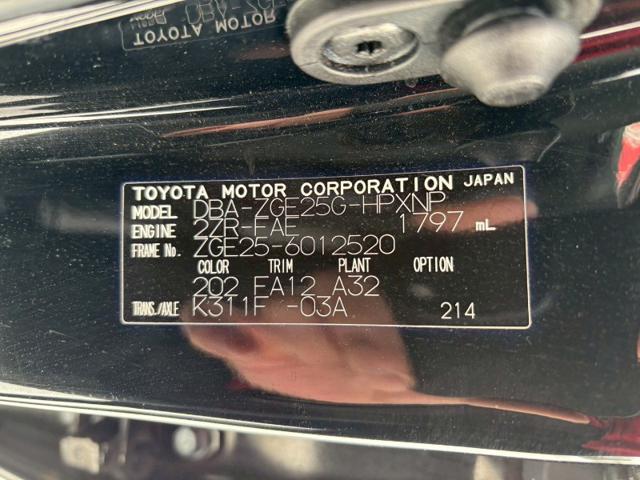 TOYOTA MOTOR CORPORATION JAPAN
MODEL DBA-ZGE25G-HPXNP
ENGINE 2ZR-FAE 1797 mL
FRAME No. ZGE25-6012520
COLOR TRIM PLANT OPTION
202 FA12 A32
TRANS./AXLE K311F -03A 214